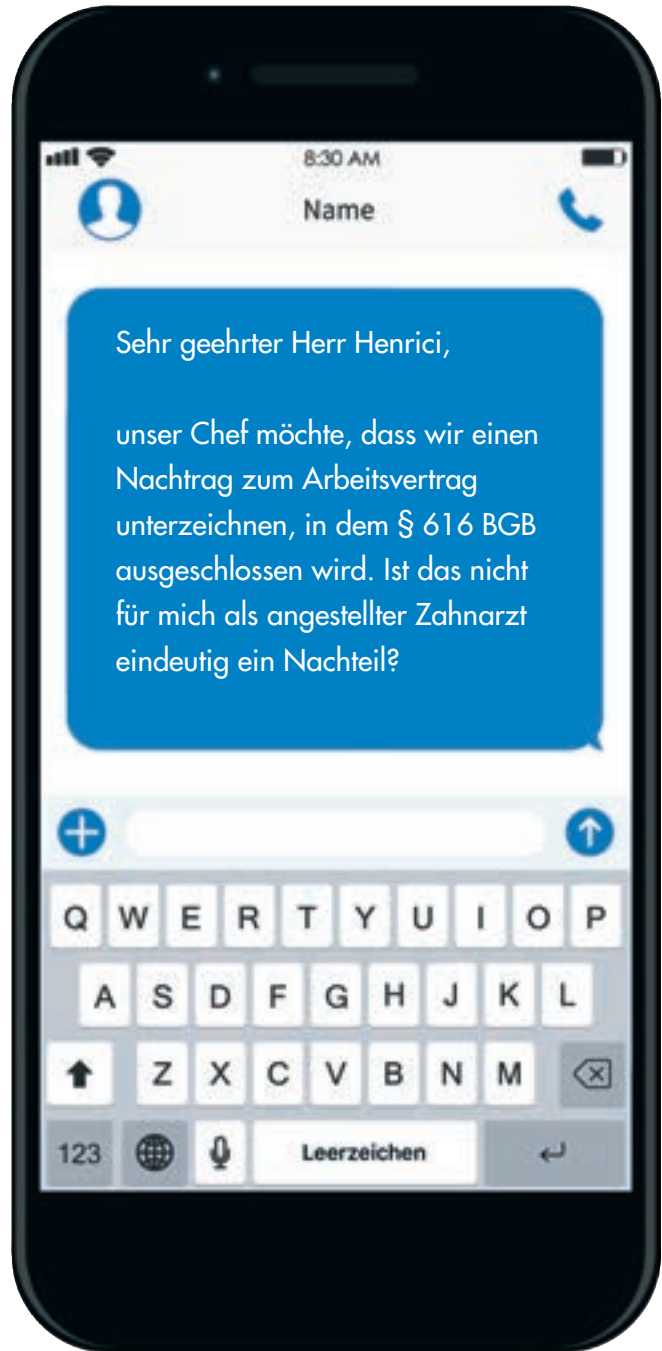 8:30 AM
Name
Sehr geehrter Herr Henrici,
unser Chef möchte, dass wir einen
Nachtrag zum Arbeitsvertrag
unterzeichnen, in dem § 616 BGB
ausgeschlossen wird. Ist das nicht
für mich als angestellter Zahnarzt
eindeutig ein Nachteil?
Q W E R T Y U I O P
A S D F G H J K L
Z X C V B N M
123 Leerzeichen